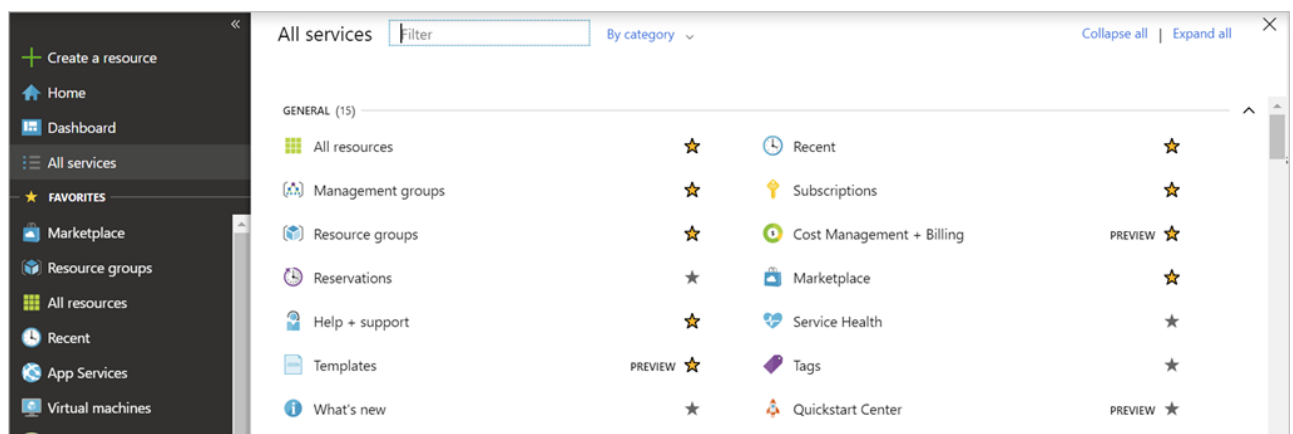 «
Create a resource
Home
Dashboard
All services
FAVORITES
Marketplace
Resource groups
All resources
Recent
App Services
Virtual machines
All services Filter By category Collapse all | Expand all
GENERAL (15)
All resources
Recent
Management groups
Subscriptions
Resource groups
Cost Management + Billing PREVIEW
Reservations
Marketplace
Help + support
Service Health
Templates PREVIEW
Tags
What's new
Quickstart Center PREVIEW